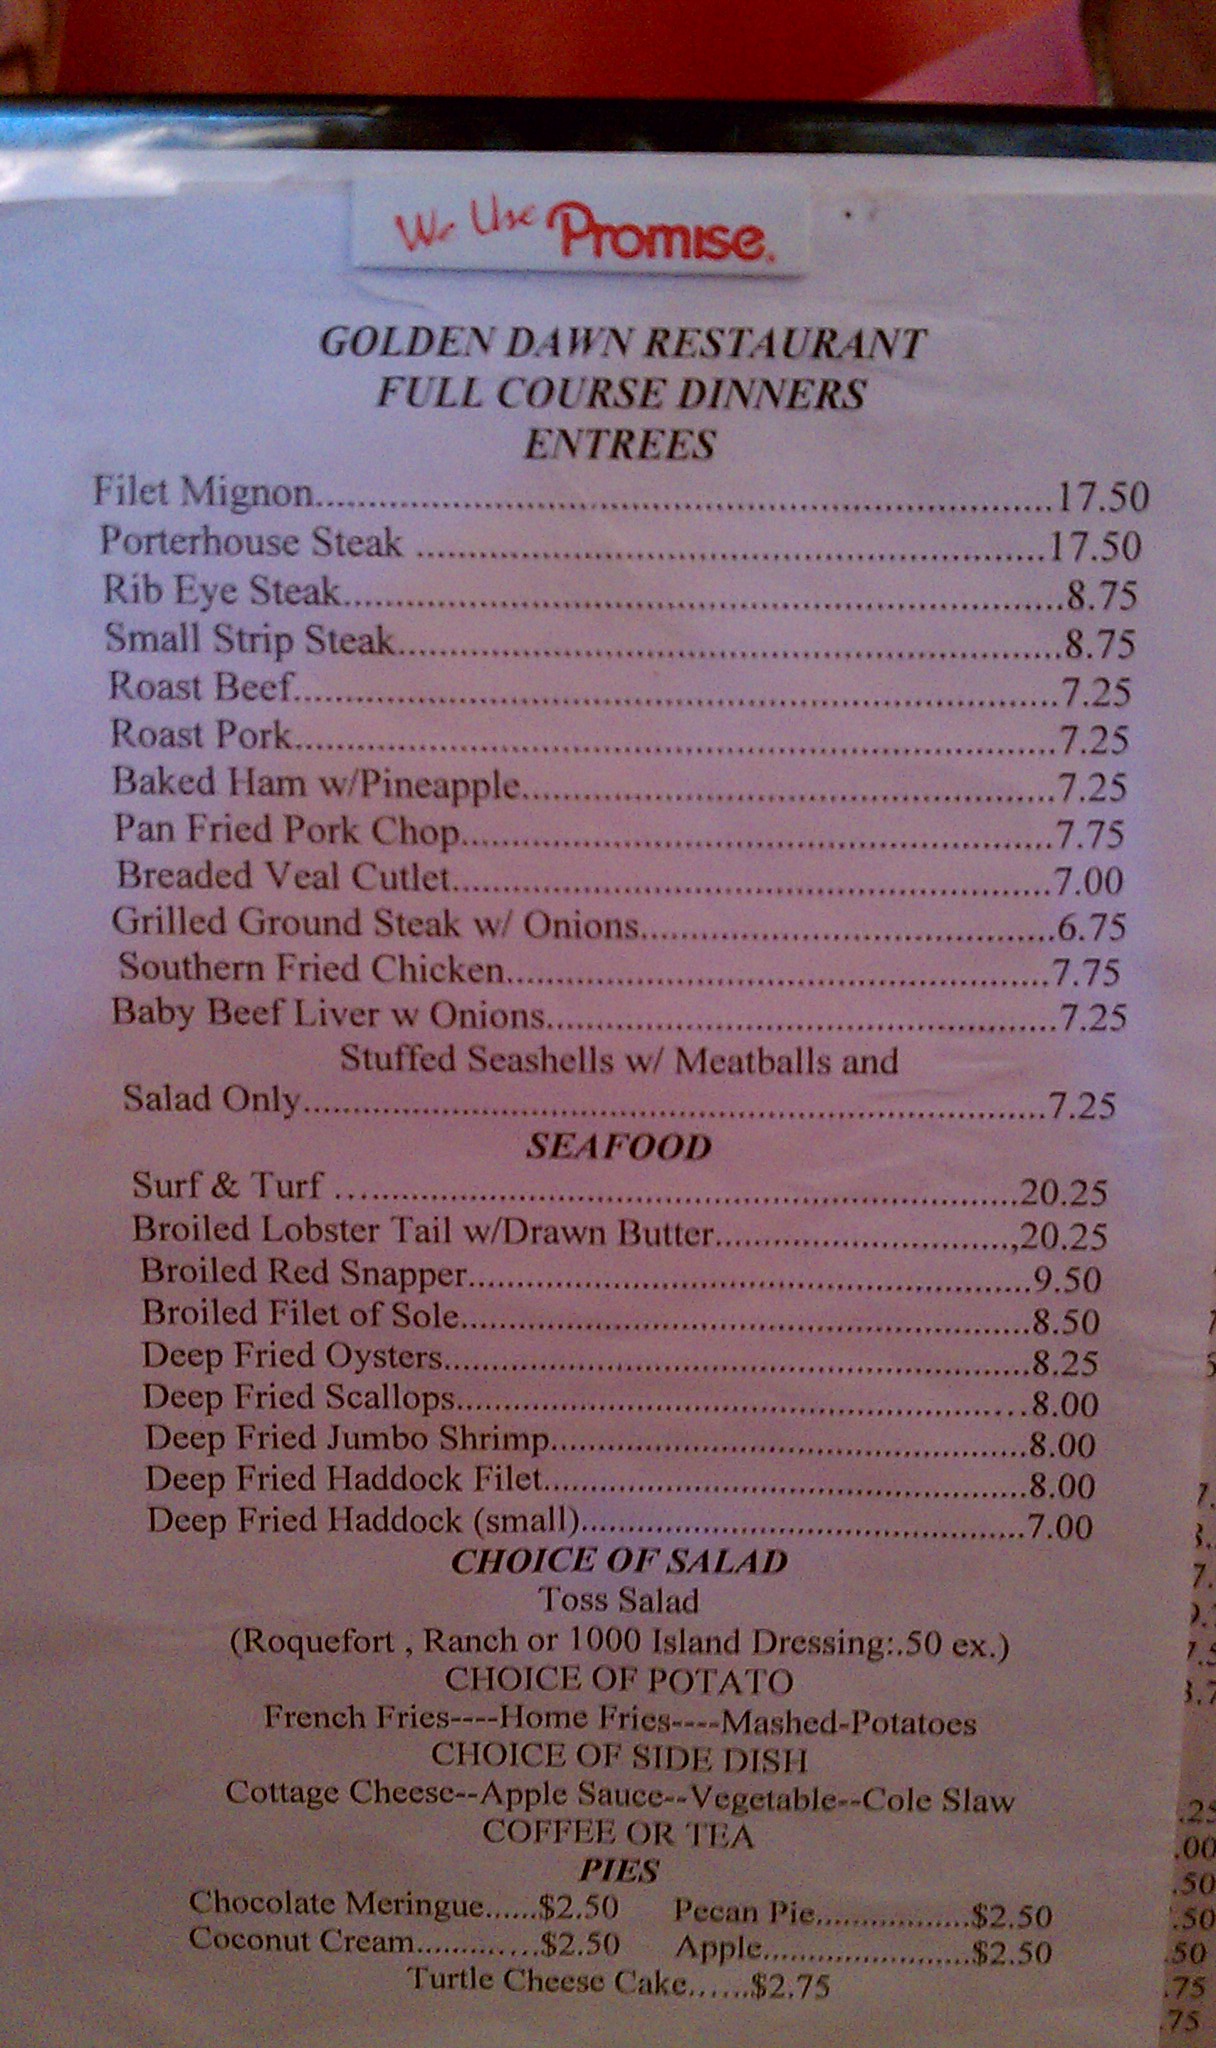 We Use Promise.
GOLDEN DAWN RESTAURANT
FULL COURSE DINNERS
ENTREES
Filet Mignon......................................................................17.50
Porterhouse Steak ............................................................17.50
Rib Eye Steak.....................................................................8.75
Small Strip Steak................................................................8.75
Roast Beef.........................................................................7.25
Roast Pork.........................................................................7.25
Baked Ham w/Pineapple...................................................7.25
Pan Fried Pork Chop.........................................................7.75
Breaded Veal Cutlet..........................................................7.00
Grilled Ground Steak w/ Onions........................................6.75
Southern Fried Chicken.....................................................7.75
Baby Beef Liver w Onions.................................................7.25
Stuffed Seashells w/ Meatballs and
Salad Only.........................................................................7.25
SEAFOOD
Surf & Turf ..................................................................20.25
Broiled Lobster Tail w/Drawn Butter.............................,20.25
Broiled Red Snapper.........................................................9.50
Broiled Filet of Sole..........................................................8.50
Deep Fried Oysters............................................................8.25
Deep Fried Scallops..........................................................8.00
Deep Fried Jumbo Shrimp.................................................8.00
Deep Fried Haddock Filet..................................................8.00
Deep Fried Haddock (small)..............................................7.00
CHOICE OF SALAD
Toss Salad
(Roquefort , Ranch or 1000 Island Dressing:.50 ex.)
CHOICE OF POTATO
French Fries----Home Fries----Mashed-Potatoes
CHOICE OF SIDE DISH
Cottage Cheese--Apple Sauce--Vegetable--Cole Slaw
COFFEE OR TEA
PIES
Chocolate Meringue......$2.50 Pecan Pie..................$2.50
Coconut Cream.............$2.50 Apple.........................$2.50
Turtle Cheese Cake.......$2.75
.25
.00
.50
.50
.50
.75
.75